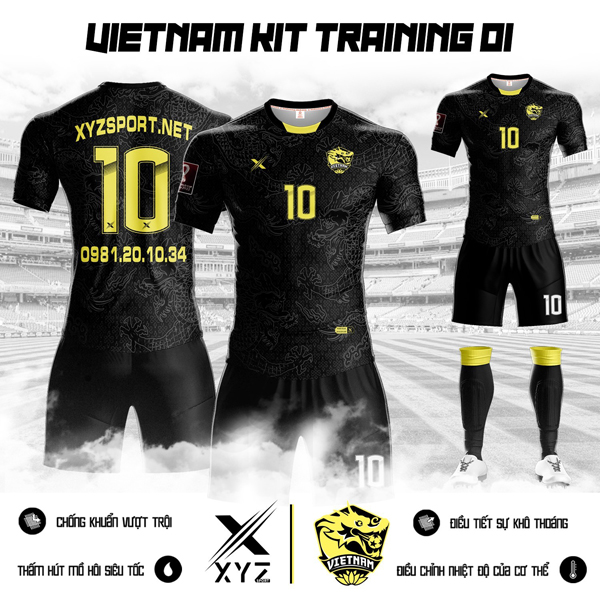 VIETNAM KIT TRAINING 01
XYZSPORT.NET
10
0981.20.10.34
10
10
10
10
CHỐNG KHUẨN VƯỢT TRỘI
THẤM HÚT MỒ HÔI SIÊU TỐC
XYZ
SPORT
VIETNAM
ĐIỀU TIẾT SỰ KHÔ THOÁNG
ĐIỀU CHỈNH NHIỆT ĐỘ CỦA CƠ THỂ